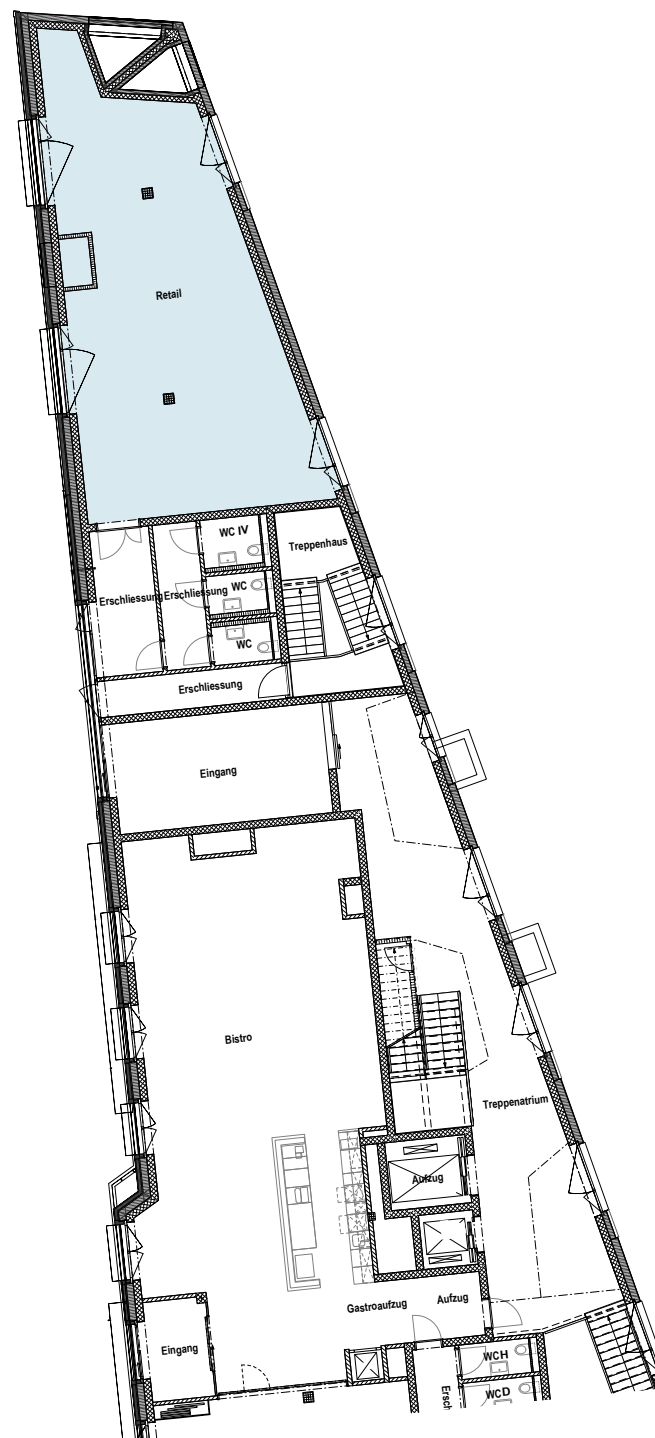 Retail
WC IV
Treppenhaus
Erschliessung
Erschliessung
WC
WC
Erschliessung
Eingang
Bistro
Treppenatrium
Aufzug
Gastroaufzug
Aufzug
Eingang
WCH
WCD
Ersch